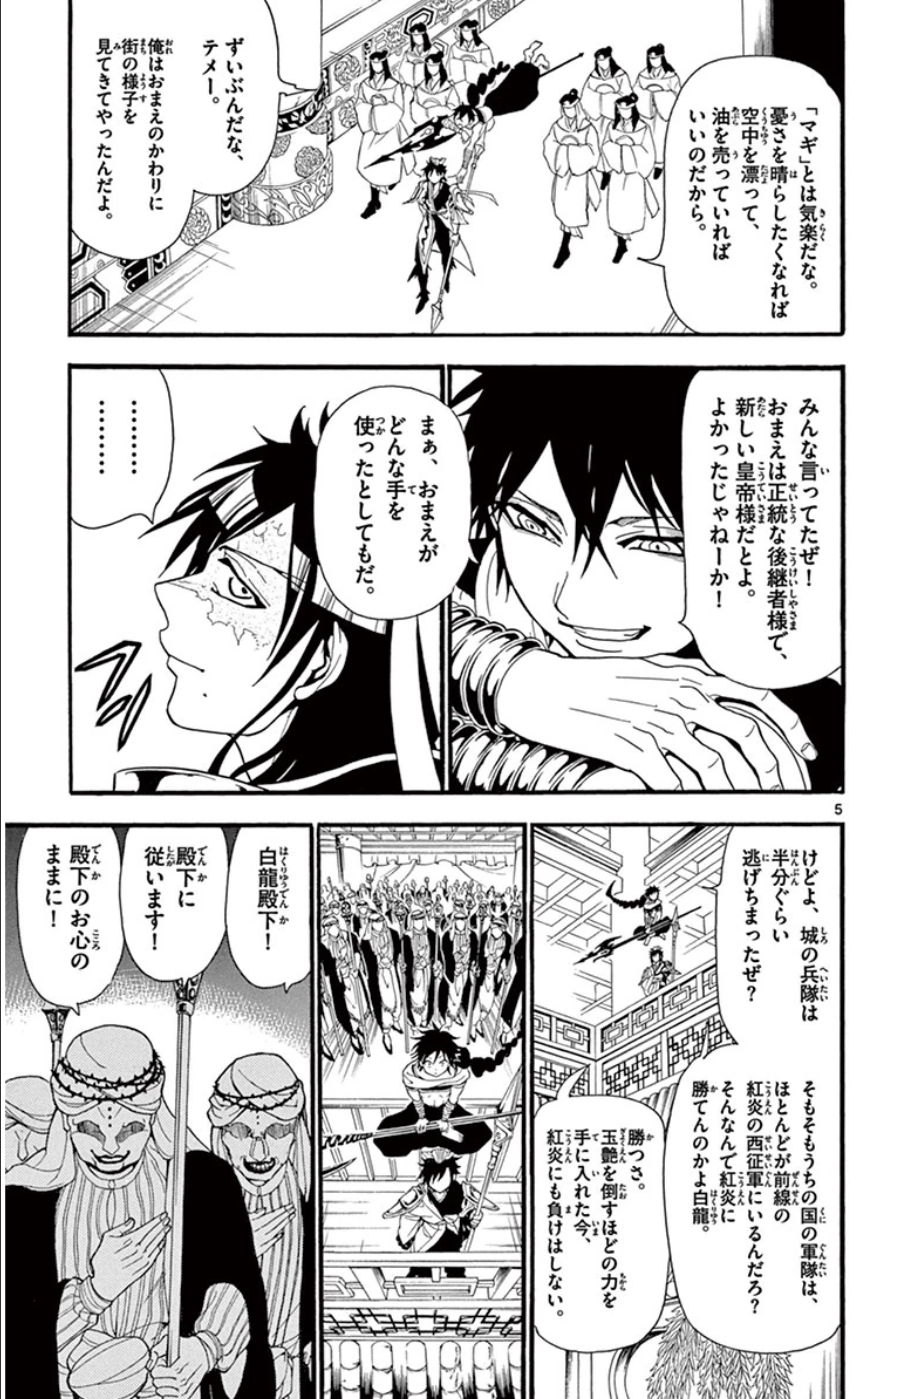 「マギ」とは気楽だな。
憂さを晴らしたくなれば
空中を漂って、
油を売っていれば
いいのだから。
ずいぶんだな、
テメー。
俺はおまえのかわりに
街の様子を
見てきてやったんだよ。
みんな言ってたぜ!
おまえは正統な後継者様で、
新しい皇帝様だとよ。
よかったじゃねーか!
まぁ、おまえが
どんな手を
使ったとしてもだ。
………
………
フイッ
5
けどよ、城の兵隊は
半分ぐらい
逃げちまったぜ?
そもそもうちの国の軍隊は、
ほとんどが前線の
紅炎の西征軍にいるんだろ?
そんなんで紅炎に
勝てんのかよ白龍。
勝つさ。
玉艶を倒すほどの力を
手に入れた今、
紅炎にも負けはしない。
白龍殿下!
殿下に
従います!
殿下のお心の
ままに!